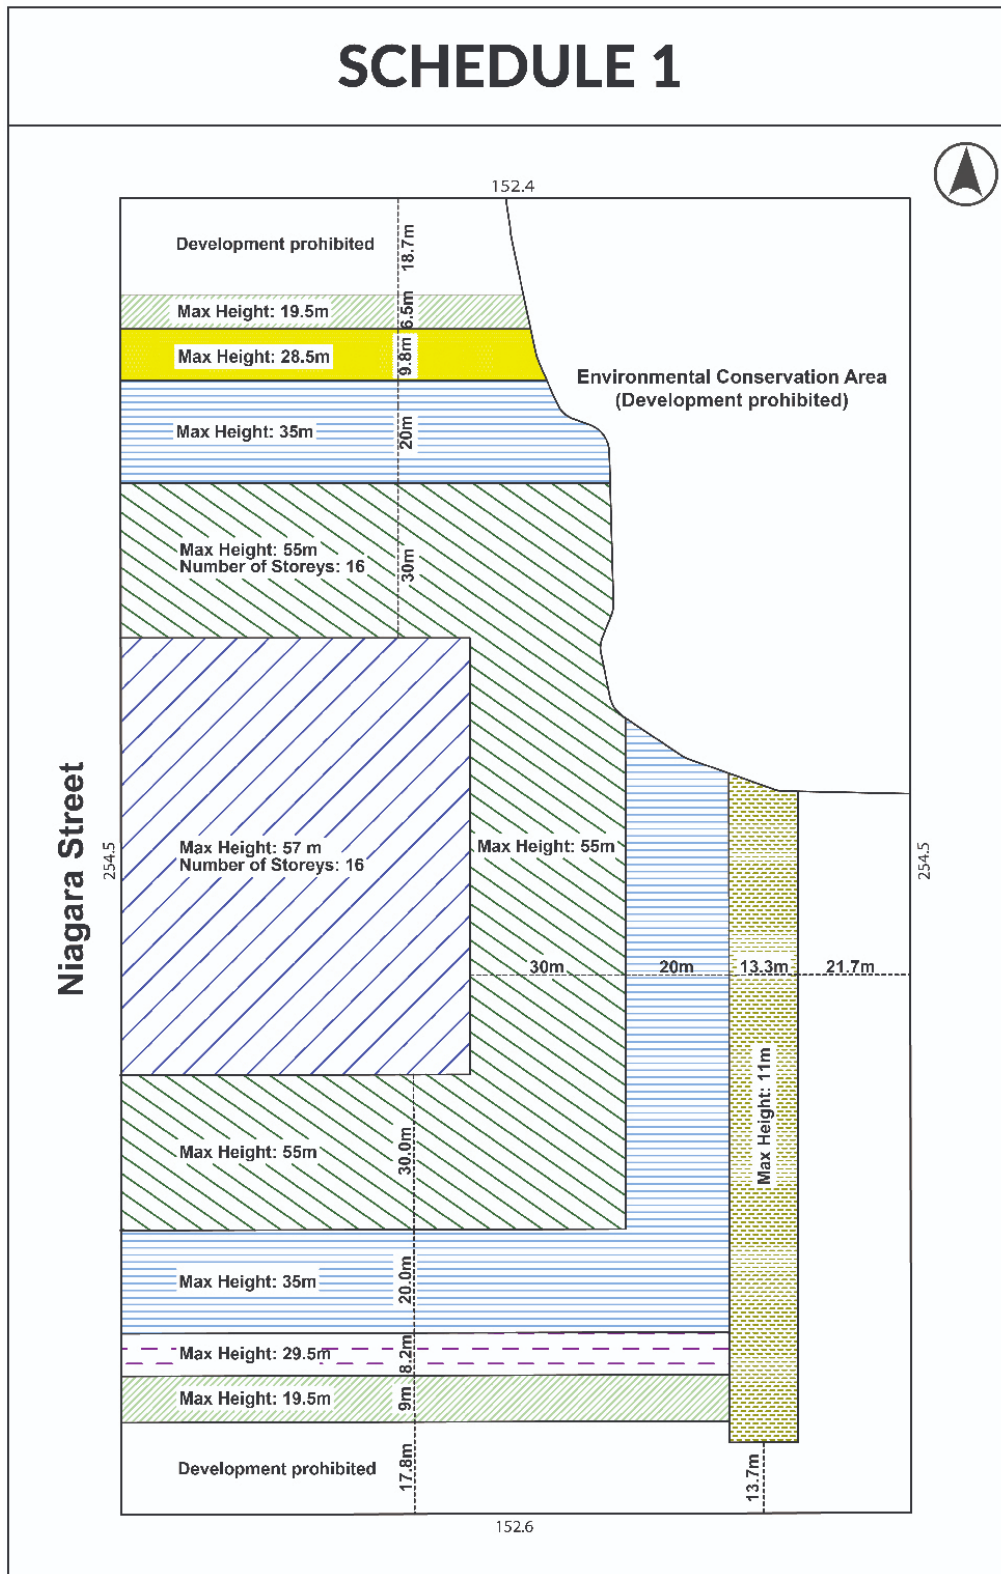 SCHEDULE 1
152.4
Development prohibited
18.7m
Max Height: 19.5m
6.5m
Max Height: 28.5m
9.8m
Environmental Conservation Area
(Development prohibited)
Max Height: 35m
20m
Max Height: 55m
Number of Storeys: 16
30m
Niagara Street
254.5
Max Height: 57 m
Number of Storeys: 16
Max Height: 55m
254.5
30m
20m
13.3m
21.7m
Max Height: 11m
Max Height: 55m
30.0m
Max Height: 35m
20.0m
Max Height: 29.5m
8.2m
Max Height: 19.5m
9m
Development prohibited
17.8m
13.7m
152.6